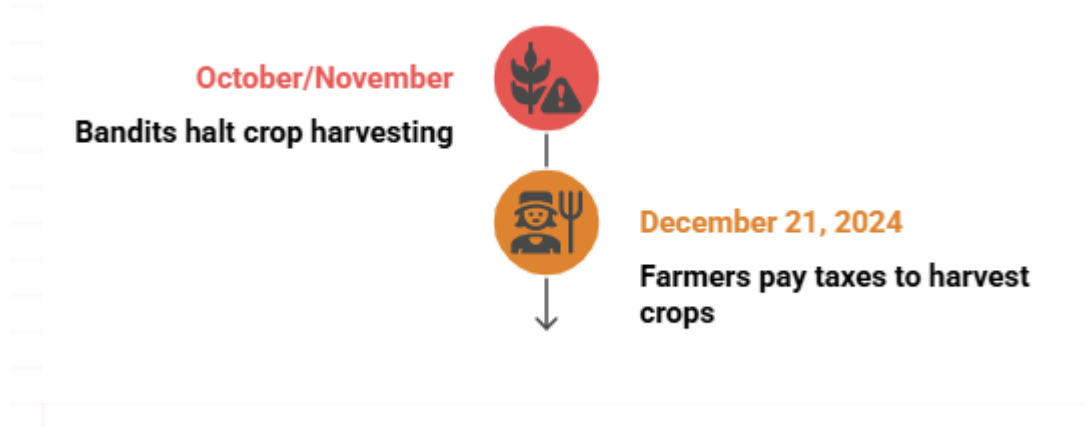 October/November
Bandits halt crop harvesting
December 21, 2024
Farmers pay taxes to harvest
crops